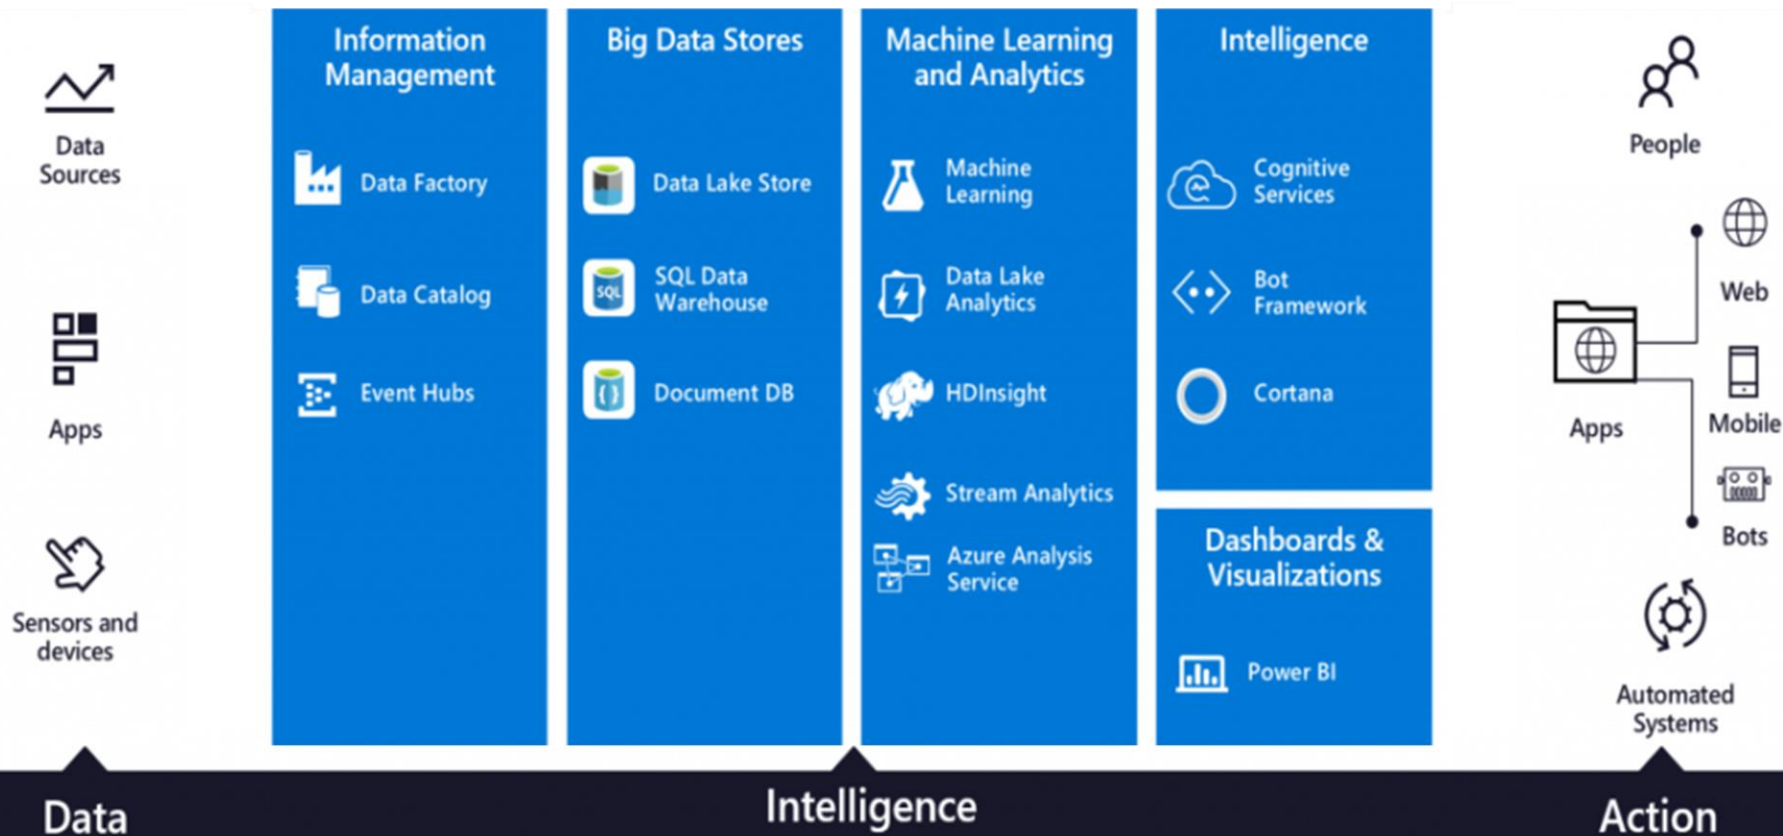 Data
Sources
Apps
Sensors and
devices
Information
Management
Data Factory
Data Catalog
Event Hubs
Big Data Stores
Data Lake Store
SQL Data
Warehouse
SQL
Document DB
{ }
Machine Learning
and Analytics
Machine
Learning
Data Lake
Analytics
HDInsight
Stream Analytics
Azure Analysis
Service
Intelligence
Cognitive
Services
Bot
Framework
Cortana
Dashboards &
Visualizations
Power BI
People
Apps
Web
Mobile
Bots
Automated
Systems
Data
Intelligence
Action